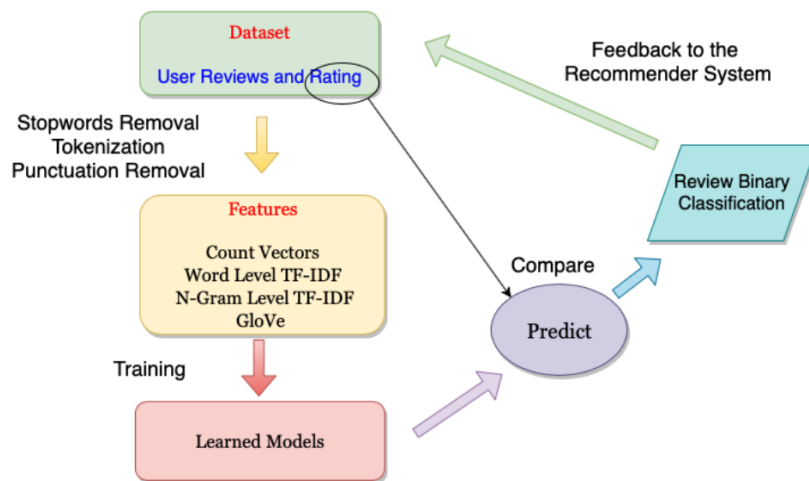 Dataset
User Reviews and Rating
Feedback to the
Recommender System
Stopwords Removal
Tokenization
Punctuation Removal
Review Binary
Classification
Features
Count Vectors
Word Level TF-IDF
N-Gram Level TF-IDF
GloVe
Compare
Predict
Training
Learned Models